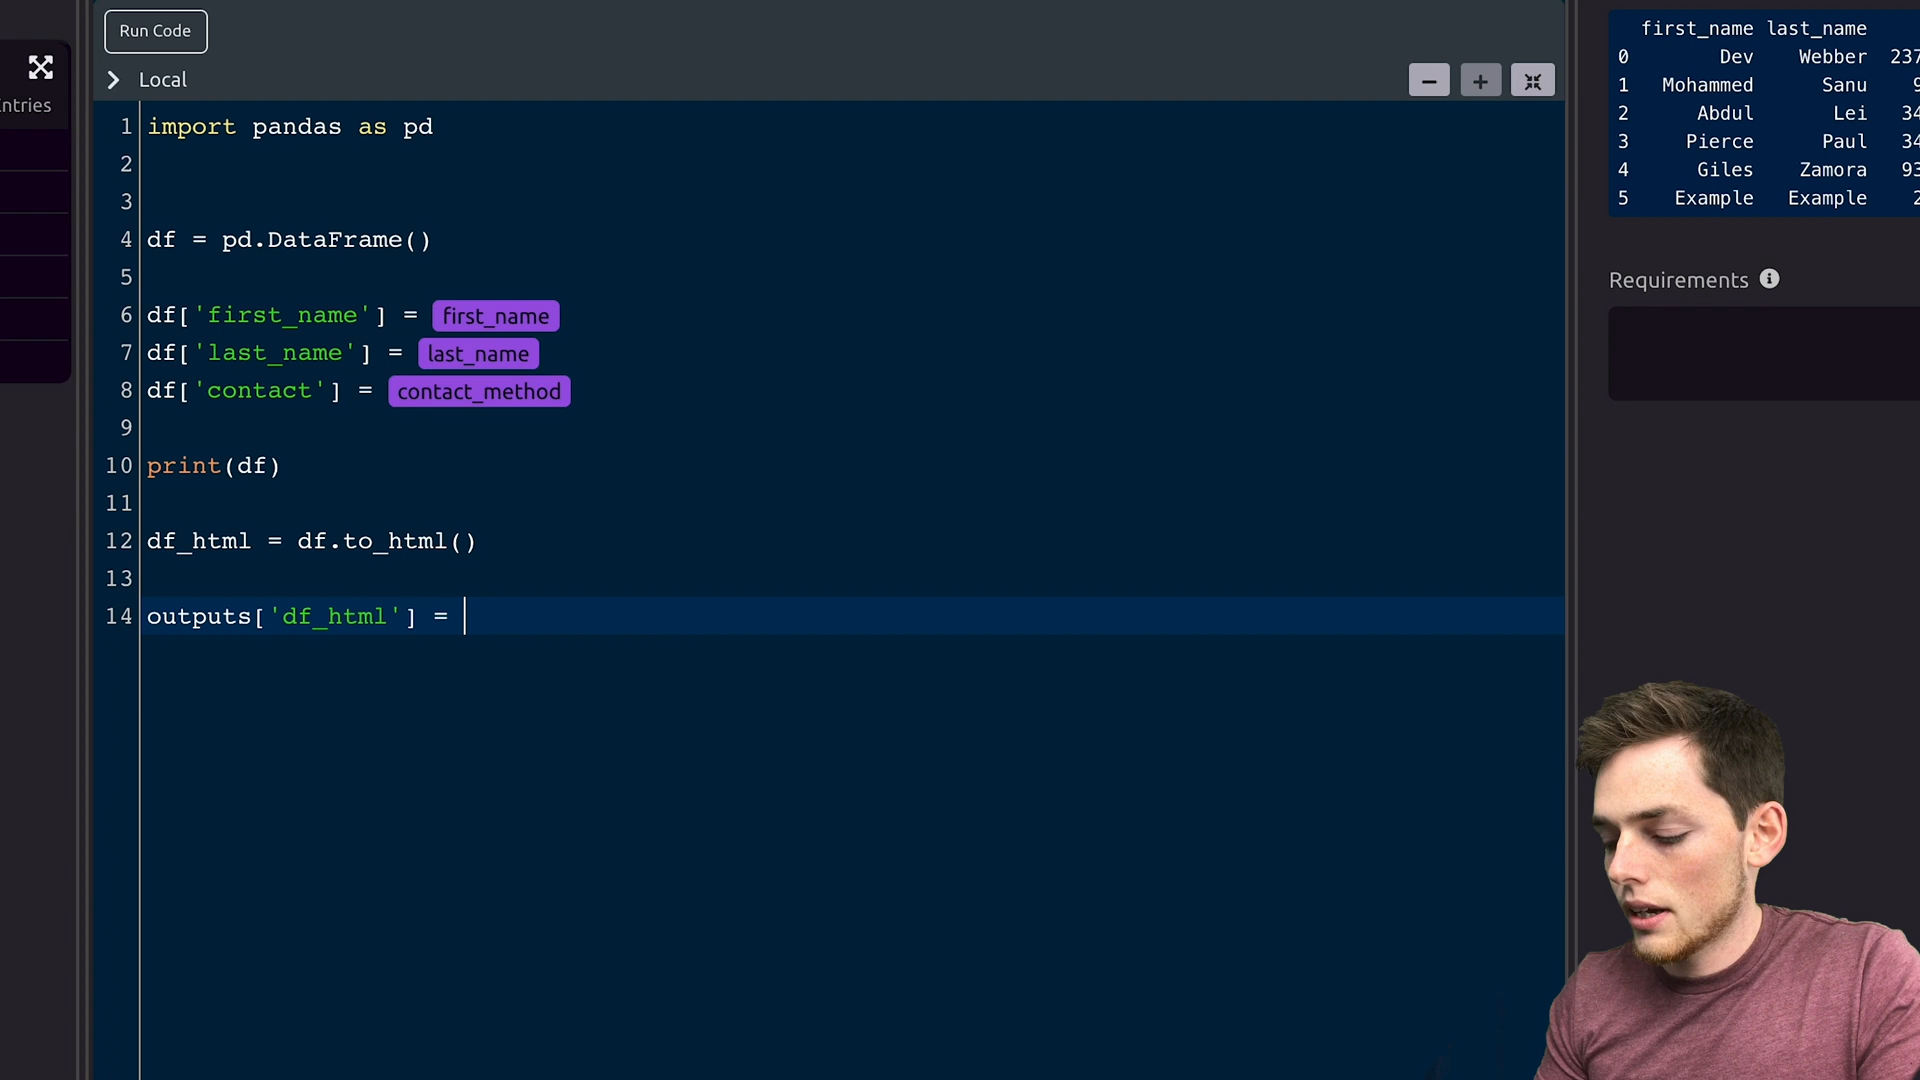 Run Code
Local
ntries
1 import pandas as pd
2
3
4 df = pd.DataFrame()
5
6 df['first_name'] = first_name
7 df['last_name'] = last_name
8 df['contact'] = contact_method
9
10 print(df)
11
12 df_html = df.to_html()
13
14 outputs['df_html'] =
first_name last_name
0 Dev Webber 237
1 Mohammed Sanu 9
2 Abdul Lei 34
3 Pierce Paul 34
4 Giles Zamora 93
5 Example Example 2
Requirements